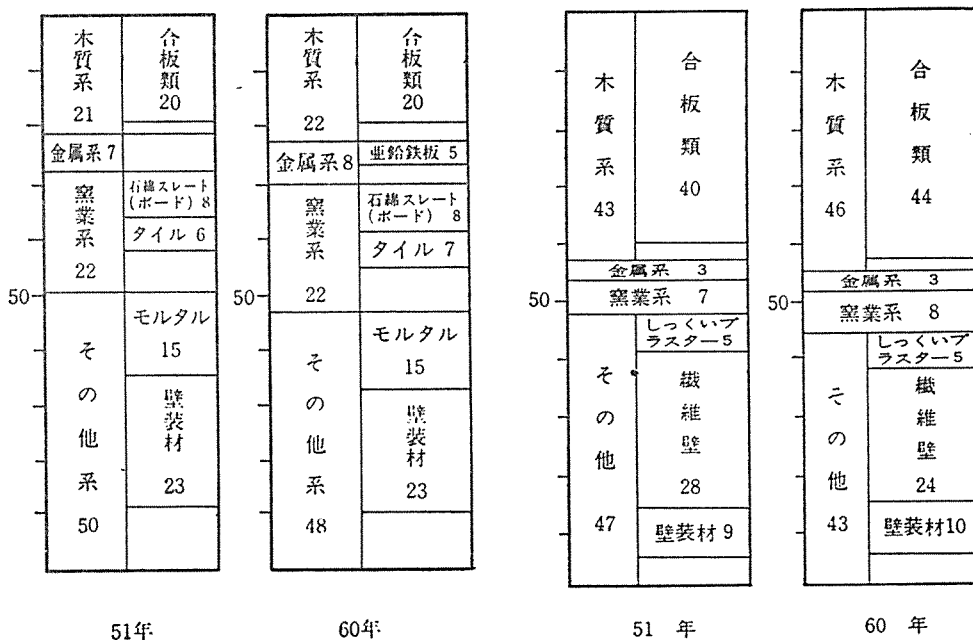 木質系
21
合板類
20
金属系 7
窯業系
22
石綿スレート
(ボード) 8
タイル 6
50
その他系
50
モルタル
15
壁装材
23
51年
木質系
22
合板類
20
金属系 8
亜鉛鉄板 5
窯業系
22
石綿スレート
(ボード) 8
タイル 7
50
その他系
48
モルタル
15
壁装材
23
60年
木質系
43
合板類
40
金属系 3
50
窯業系 7
その他
47
しっくいプ
ラスター5
繊維壁
28
壁装材 9
51 年
木質系
46
合板類
44
金属系 3
50
窯業系 8
その他
43
しっくいプ
ラスター5
繊維壁
24
壁装材10
60 年